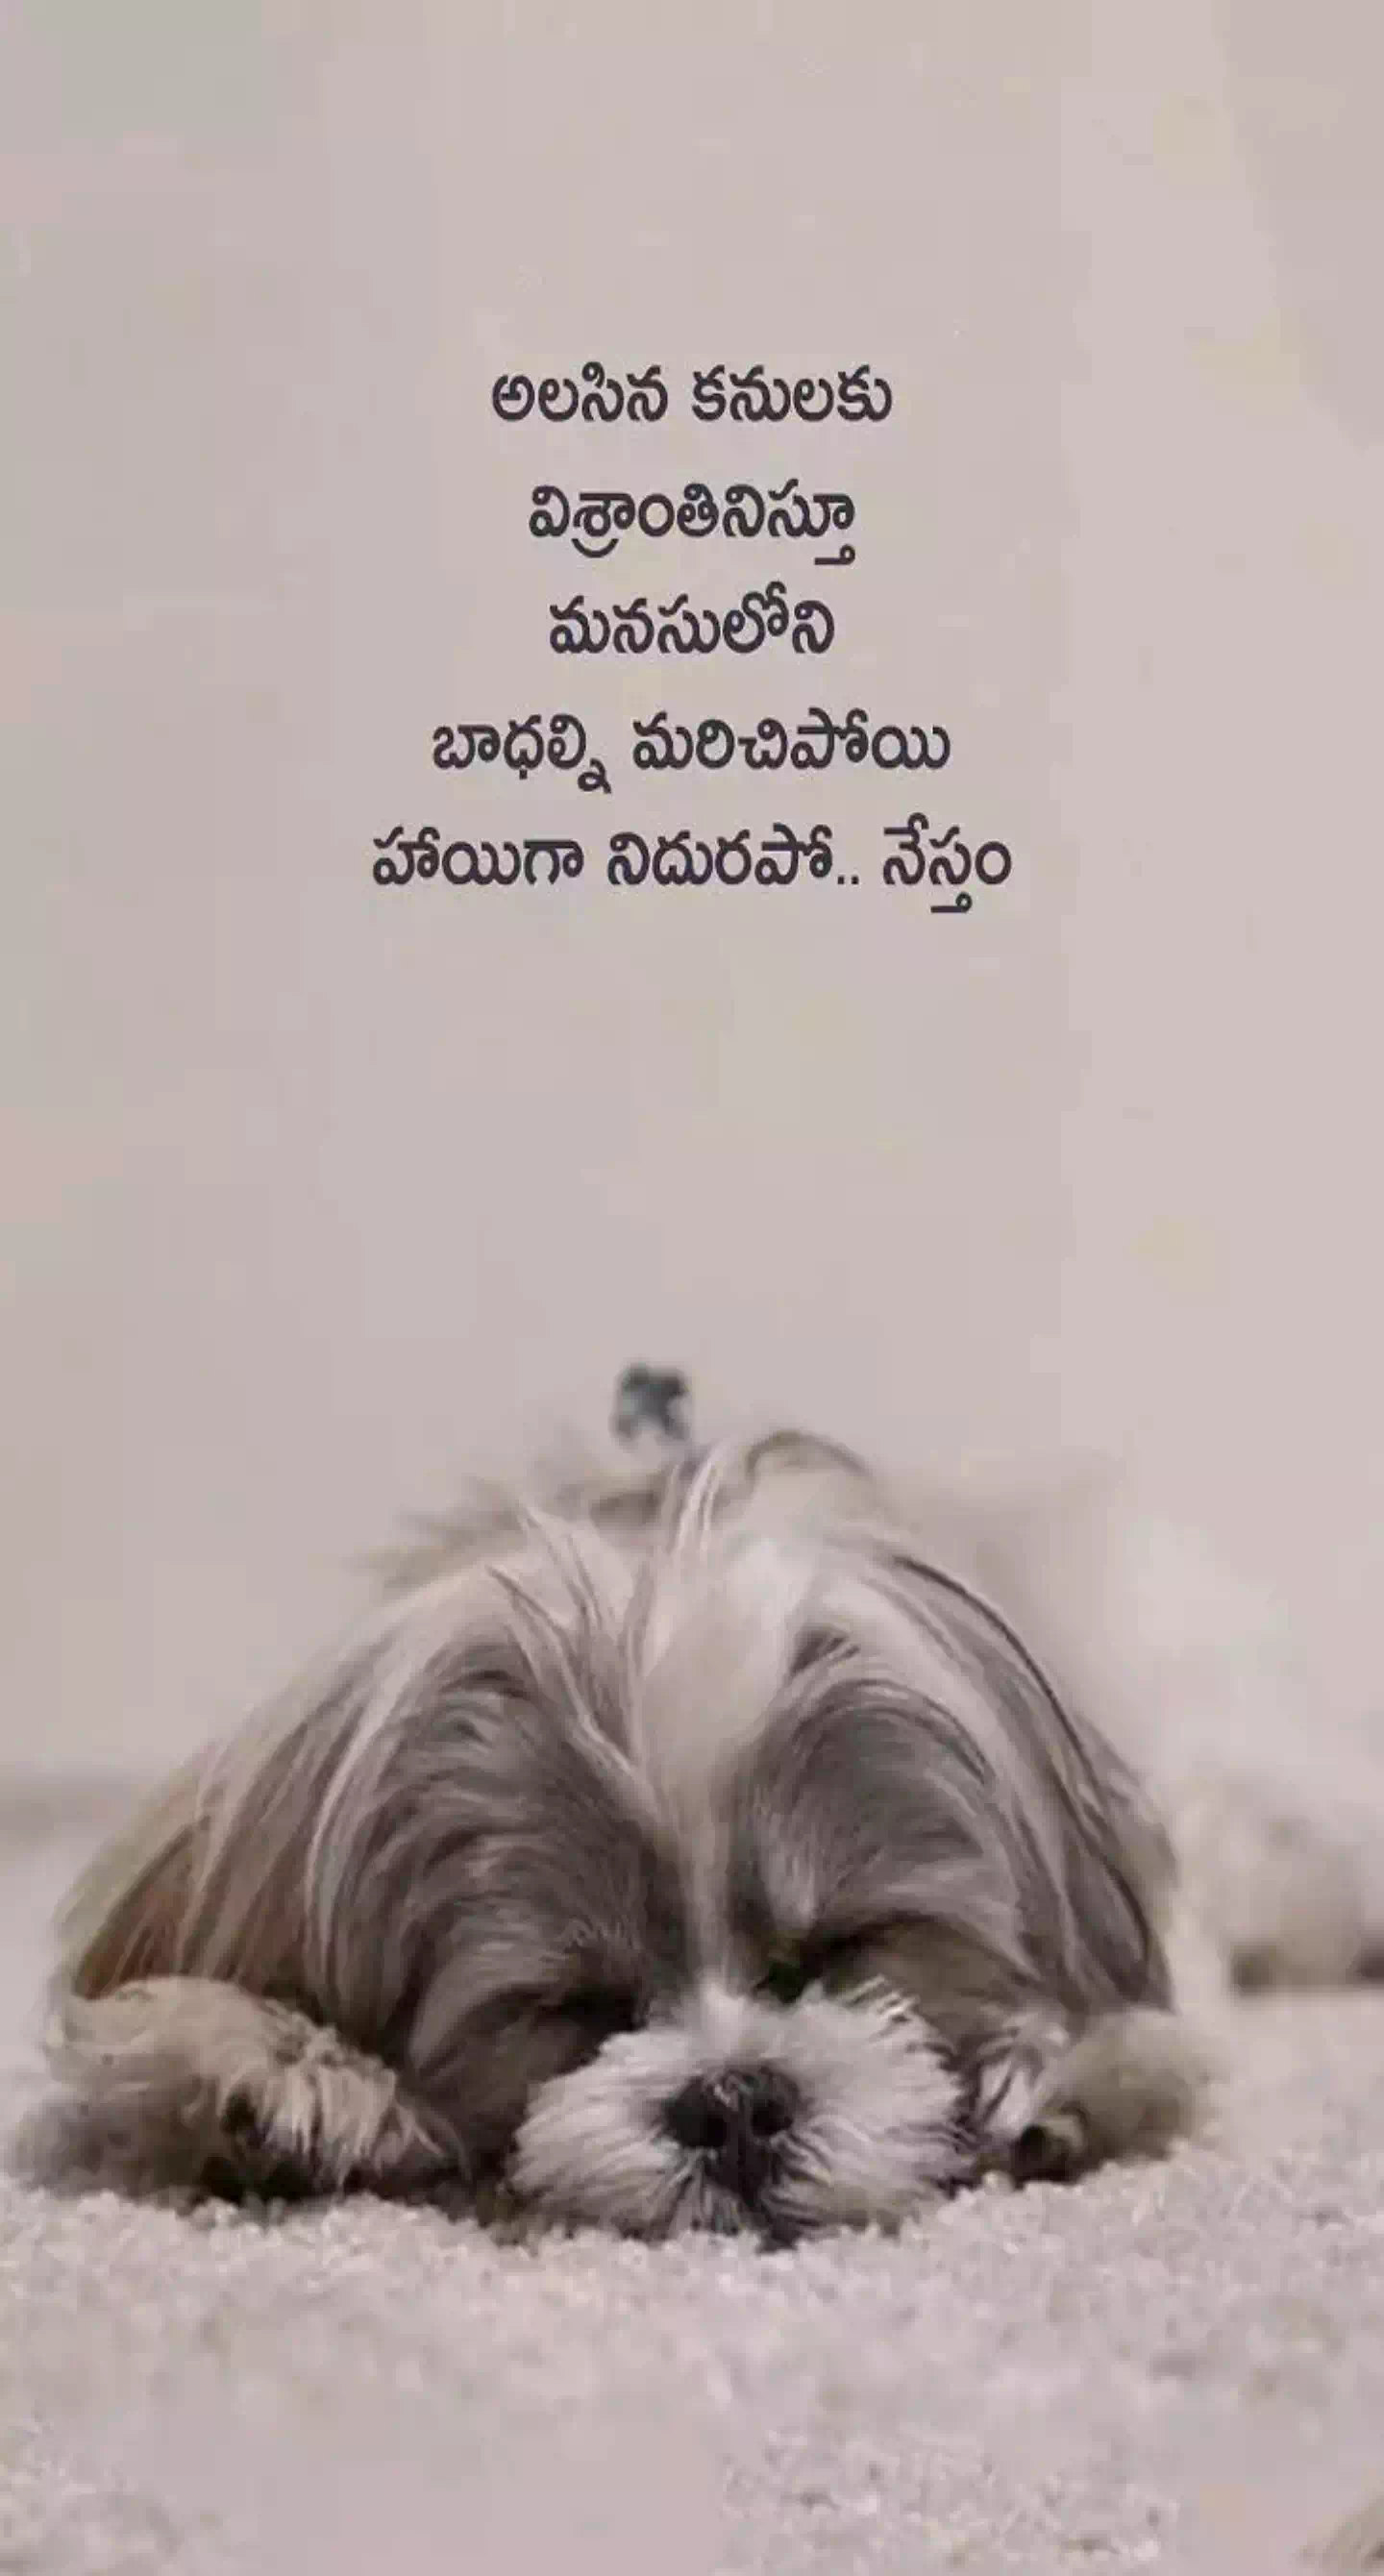 అలసిన కనులకు
విశ్రాంతినిస్తూ
మనసులోని
బాధల్ని మరిచిపోయి
హాయిగా నిదురపో.. నేస్తం